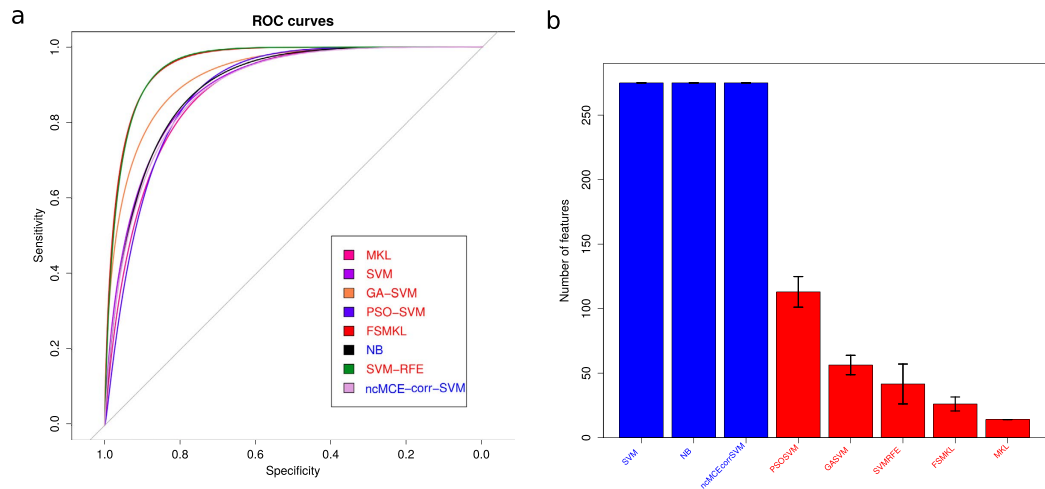 a
ROC curves
1.0
0.8
0.6
0.4
0.2
0.0
Sensitivity
MKL
SVM
GA−SVM
PSO−SVM
FSMKL
NB
SVM−RFE
ncMCE−corr−SVM
1.0
0.8
0.6
0.4
0.2
0.0
Specificity
b
250
200
150
100
50
0
Number of features
SVM
NB
ncMCEcorrSVM
PSOSVM
GASVM
SVMRFE
FSMKL
MKL